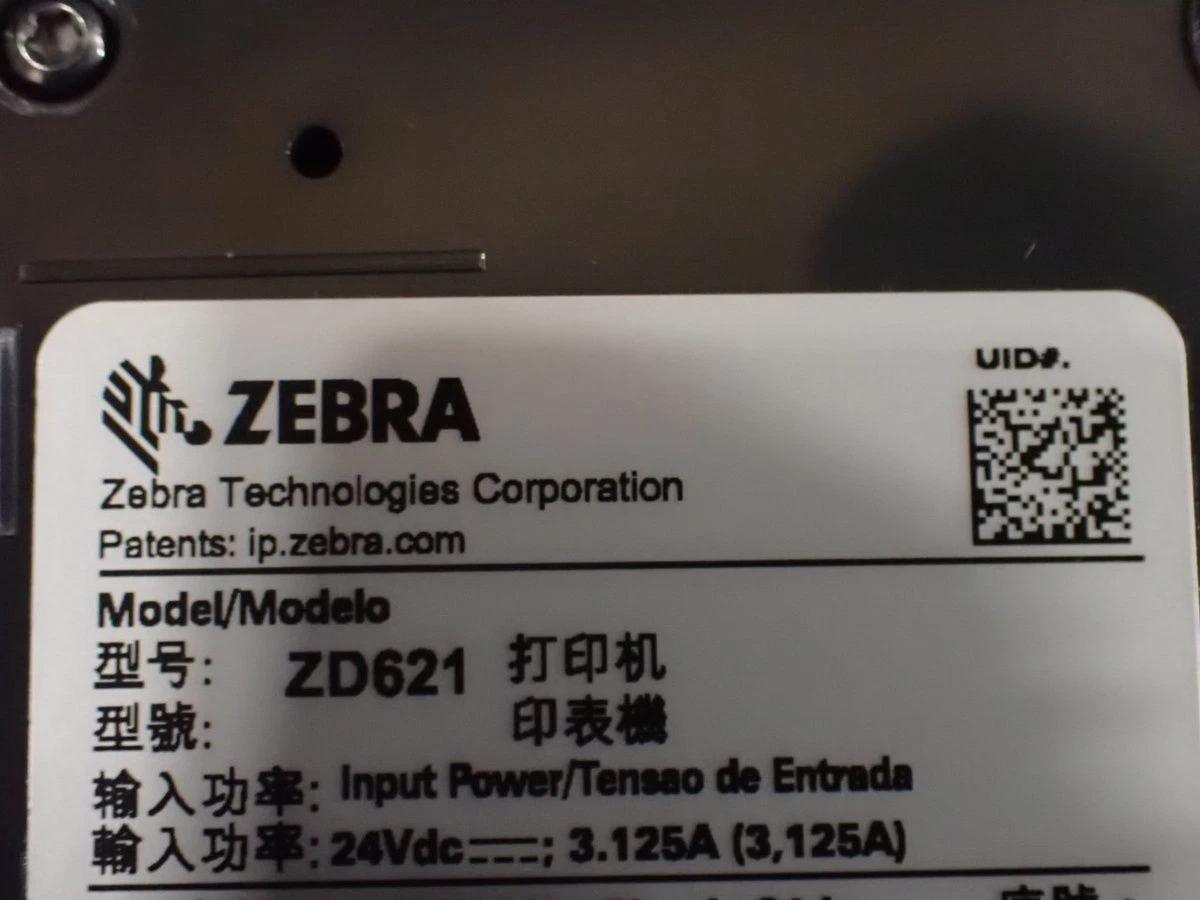 UID#.
ZEBRA
Zebra Technologies Corporation
Patents: ip.zebra.com
Model/Modelo
型号: ZD621 打印机
型號: 印表機
输入功率: Input Power/Tensao de Entrada
輸入功率: 24Vdc⎓; 3.125A (3,125A)